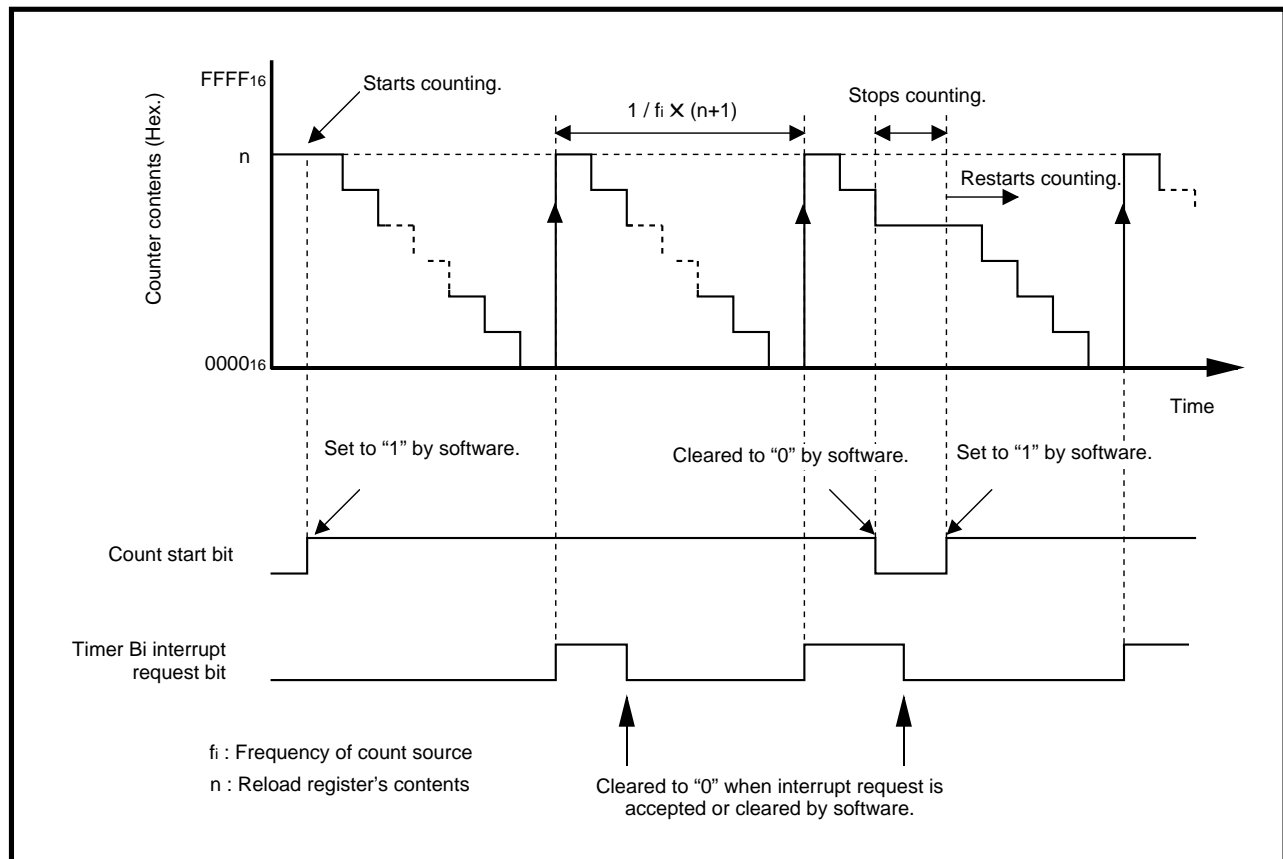 FFFF16
Starts counting.
1 / fi X (n+1)
Stops counting.
n
Restarts counting.
Counter contents (Hex.)
000016
Time
Set to “1” by software.
Cleared to “0” by software.
Set to “1” by software.
Count start bit
Timer Bi interrupt
request bit
fi : Frequency of count source
n : Reload register’s contents
Cleared to “0” when interrupt request is
accepted or cleared by software.